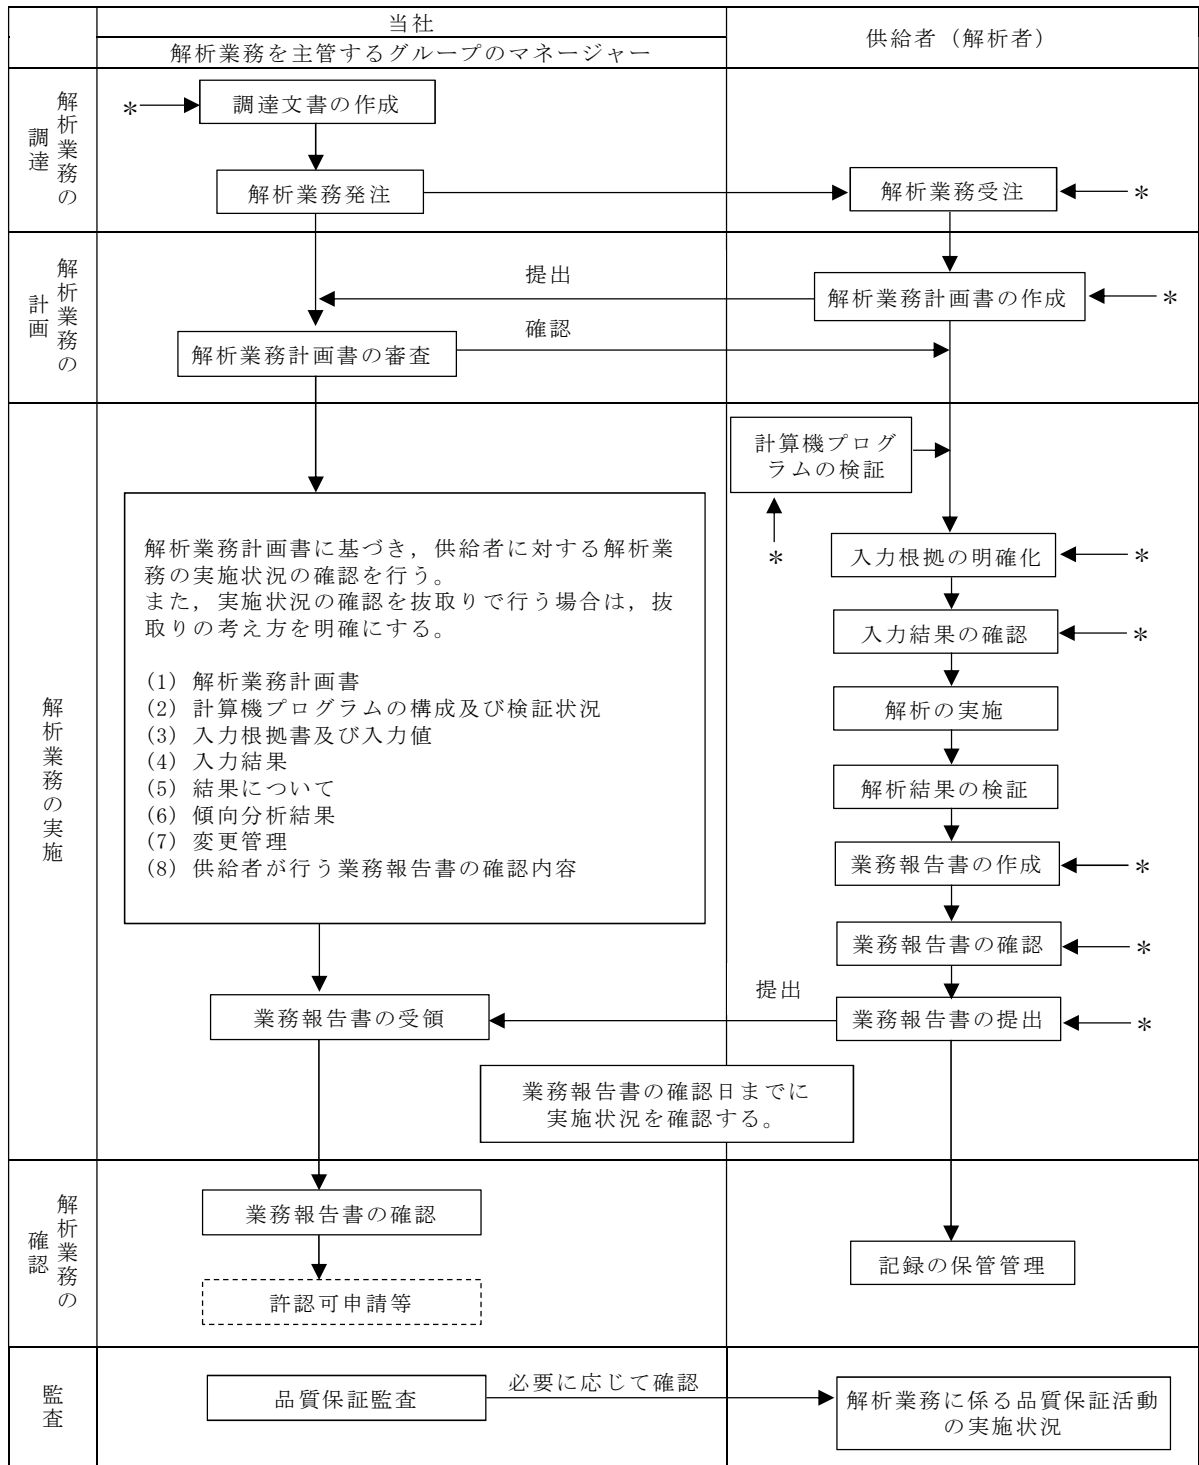 当社
解析業務を主管するグループのマネージャー
供給者（解析者）
解析業務の
調達
＊
調達文書の作成
解析業務発注
解析業務受注
＊
解析業務の
計画
提出
解析業務計画書の作成
＊
確認
解析業務計画書の審査
解析業務の実施
計算機プログ
ラムの検証
＊
解析業務計画書に基づき，供給者に対する解析業
務の実施状況の確認を行う。
また，実施状況の確認を抜取りで行う場合は，抜
取りの考え方を明確にする。
(1) 解析業務計画書
(2) 計算機プログラムの構成及び検証状況
(3) 入力根拠書及び入力値
(4) 入力結果
(5) 結果について
(6) 傾向分析結果
(7) 変更管理
(8) 供給者が行う業務報告書の確認内容
入力根拠の明確化
＊
入力結果の確認
＊
解析の実施
解析結果の検証
業務報告書の作成
＊
業務報告書の確認
＊
提出
業務報告書の受領
業務報告書の提出
＊
業務報告書の確認日までに
実施状況を確認する。
解析業務の
確認
業務報告書の確認
記録の保管管理
許認可申請等
監査
品質保証監査
必要に応じて確認
解析業務に係る品質保証活動
の実施状況